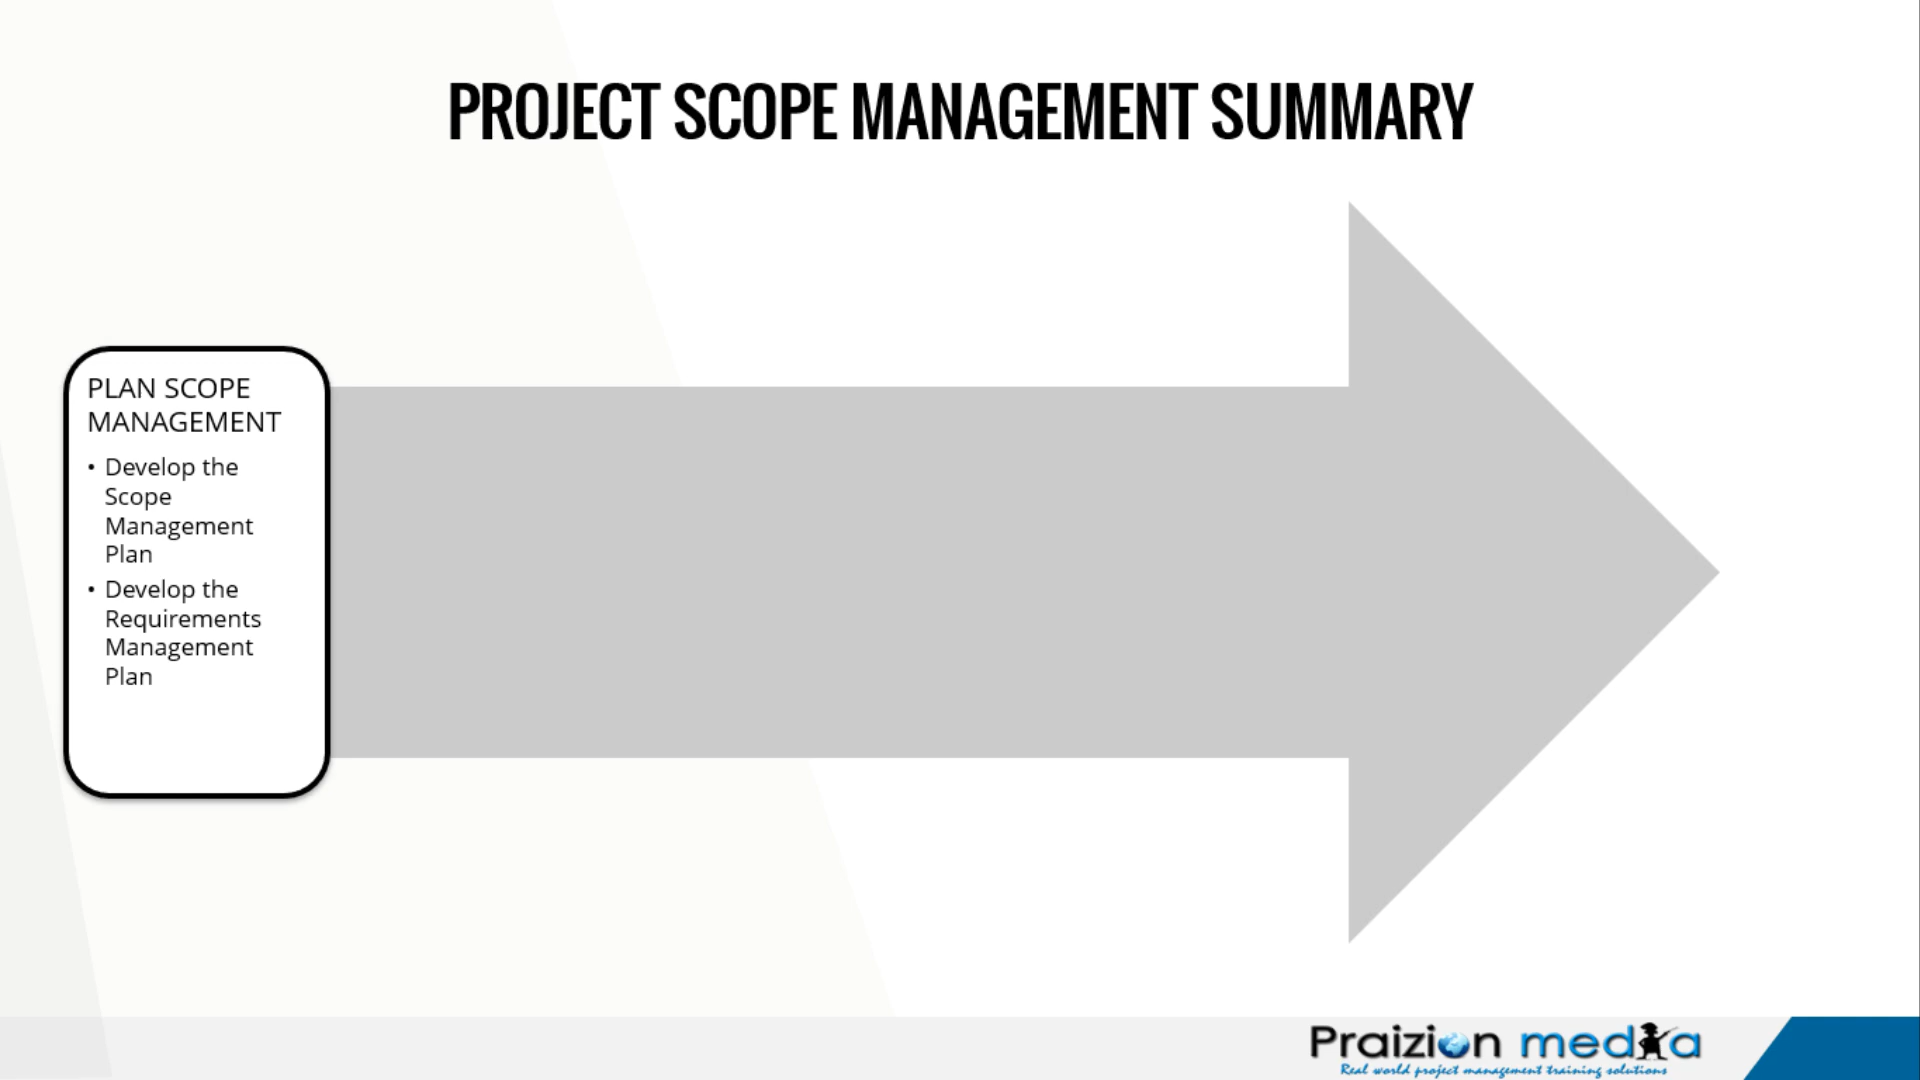 PROJECT SCOPE MANAGEMENT SUMMARY
PLAN SCOPE
MANAGEMENT
• Develop the
Scope
Management
Plan
• Develop the
Requirements
Management
Plan
Praizion media
Real world project management training solutions